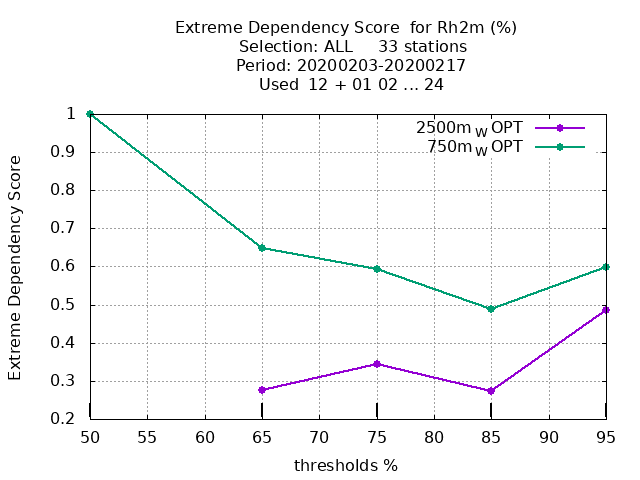 Extreme Dependency Score for Rh2m (%)
Selection: ALL 33 stations
Period: 20200203-20200217
Used 12 + 01 02 ... 24
2500m W OPT
750m W OPT
Extreme Dependency Score
1
0.9
0.8
0.7
0.6
0.5
0.4
0.3
0.2
50 55 60 65 70 75 80 85 90 95
thresholds %